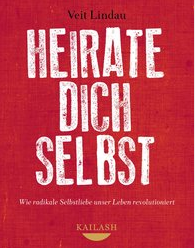 Veit Lindau
HEIRATE
DICH
SELBST
Wie radikale Selbstliebe unser Leben revolutioniert
KAILASH